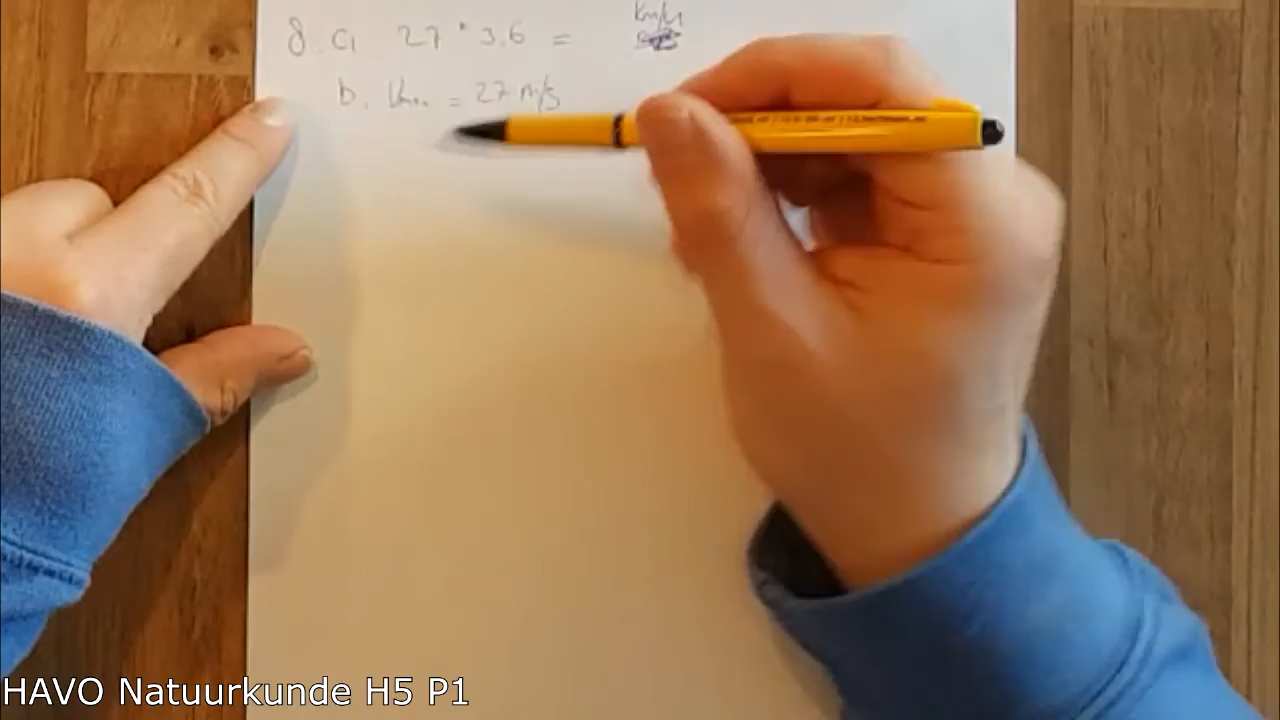 8. a 27 * 3.6 = km/u
b. Vmax = 27 m/s
HAVO Natuurkunde H5 P1